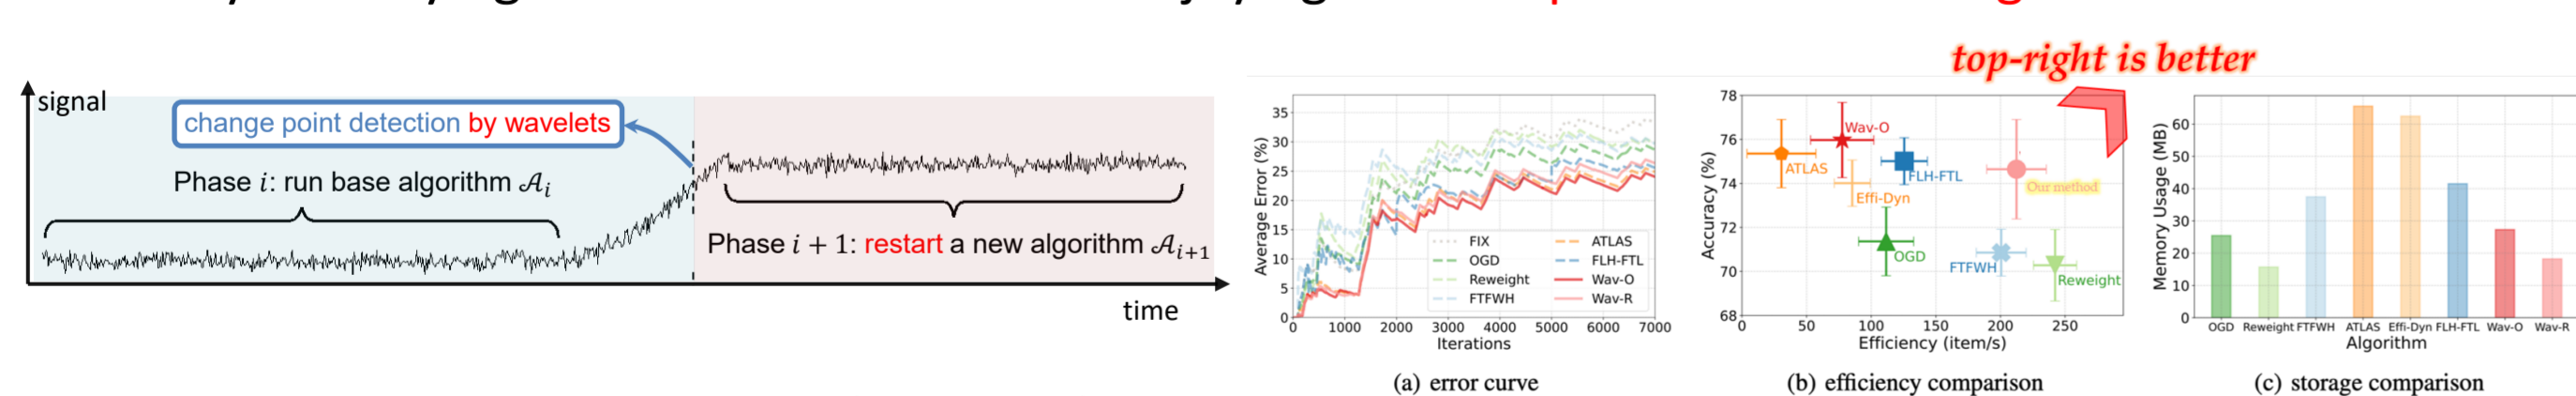 signal
change point detection by wavelets
Phase i: run base algorithm 𝒜i
Phase i + 1: restart a new algorithm 𝒜i+1
time
Average Error (%)
35
30
25
20
15
10
5
0
0 1000 2000 3000 4000 5000 6000 7000
Iterations
FIX
OGD
Reweight
FTFWH
ATLAS
FLH-FTL
Wav-O
Wav-R
(a) error curve
top-right is better
Accuracy (%)
78
76
74
72
70
68
0 50 100 150 200 250
Efficiency (item/s)
Wav-O
ATLAS
FLH-FTL
Effi-Dyn
Our method
OGD
FTFWH
Reweight
(b) efficiency comparison
Memory Usage (MB)
60
50
40
30
20
10
0
OGD Reweight FTFWH ATLAS Effi-Dyn FLH-FTL Wav-O Wav-R
Algorithm
(c) storage comparison